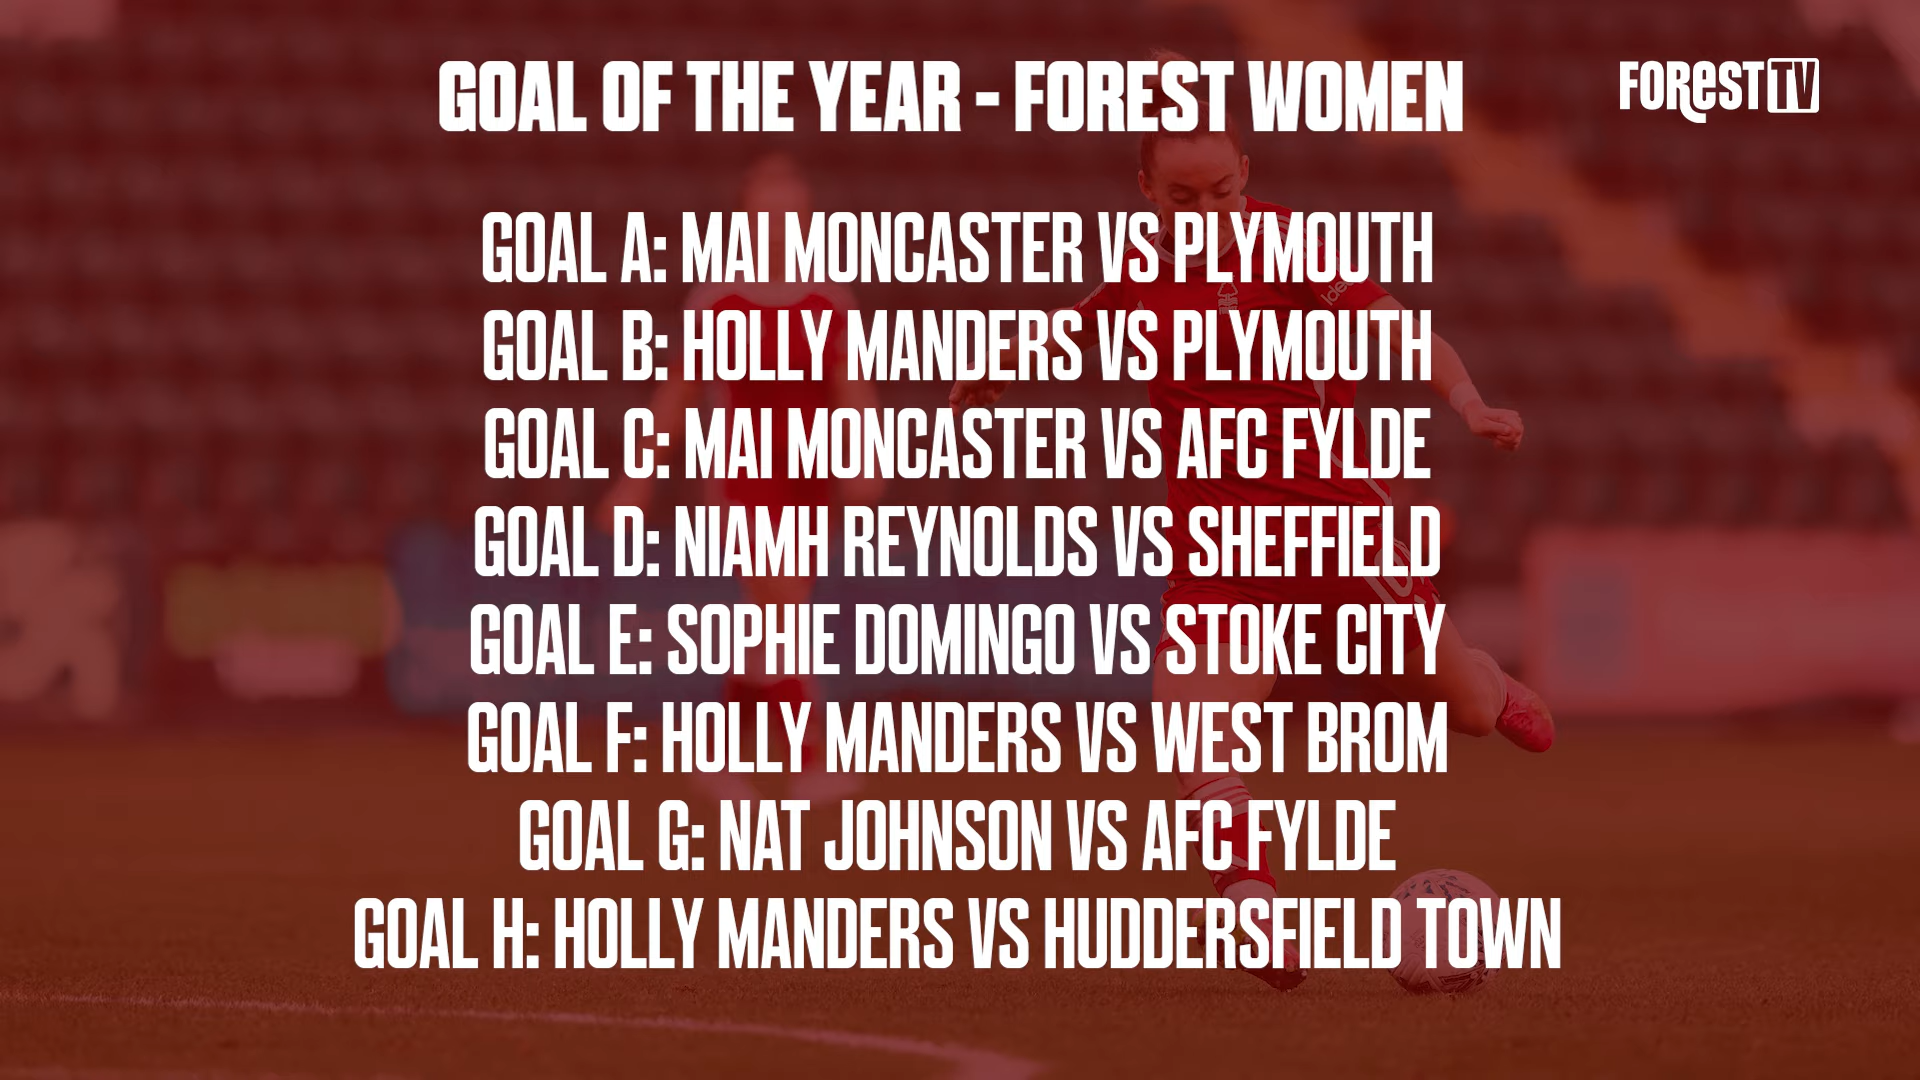 GOAL OF THE YEAR - FOREST WOMEN
FOREST TV
GOAL A: MAI MONCASTER VS PLYMOUTH
GOAL B: HOLLY MANDERS VS PLYMOUTH
GOAL C: MAI MONCASTER VS AFC FYLDE
GOAL D: NIAMH REYNOLDS VS SHEFFIELD
GOAL E: SOPHIE DOMINGO VS STOKE CITY
GOAL F: HOLLY MANDERS VS WEST BROM
GOAL G: NAT JOHNSON VS AFC FYLDE
GOAL H: HOLLY MANDERS VS HUDDERSFIELD TOWN